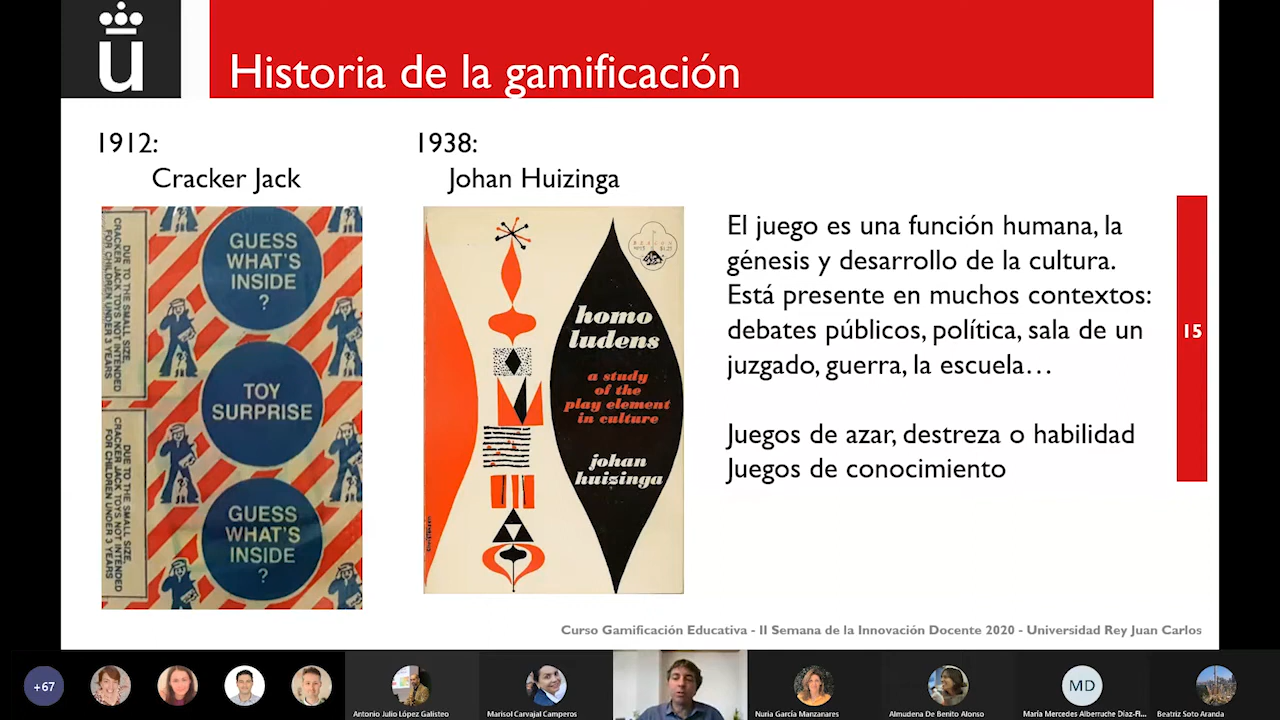 Historia de la gamificación
1912:
Cracker Jack
1938:
Johan Huizinga
GUESS
WHAT'S
INSIDE
?
TOY
SURPRISE
GUESS
WHAT'S
INSIDE
?
DUE TO THE SMALL SIZE,
CRACKER JACK TOYS NOT INTENDED
FOR CHILDREN UNDER 3 YEARS
DUE TO THE SMALL SIZE,
CRACKER JACK TOYS NOT INTENDED
FOR CHILDREN UNDER 3 YEARS
homo
ludens
a study
of the
play element
in culture
johan
huizinga
El juego es una función humana, la
génesis y desarrollo de la cultura.
Está presente en muchos contextos:
debates públicos, política, sala de un
juzgado, guerra, la escuela…
Juegos de azar, destreza o habilidad
Juegos de conocimiento
15
Curso Gamificación Educativa - II Semana de la Innovación Docente 2020 - Universidad Rey Juan Carlos
+67
Antonio Julio López Galisteo
Marisol Carvajal Camperos
Nuria García Manzanares
Almudena De Benito Alonso
MD
María Mercedes Alberruche Díaz-Fl...
Beatriz Soto Aranda